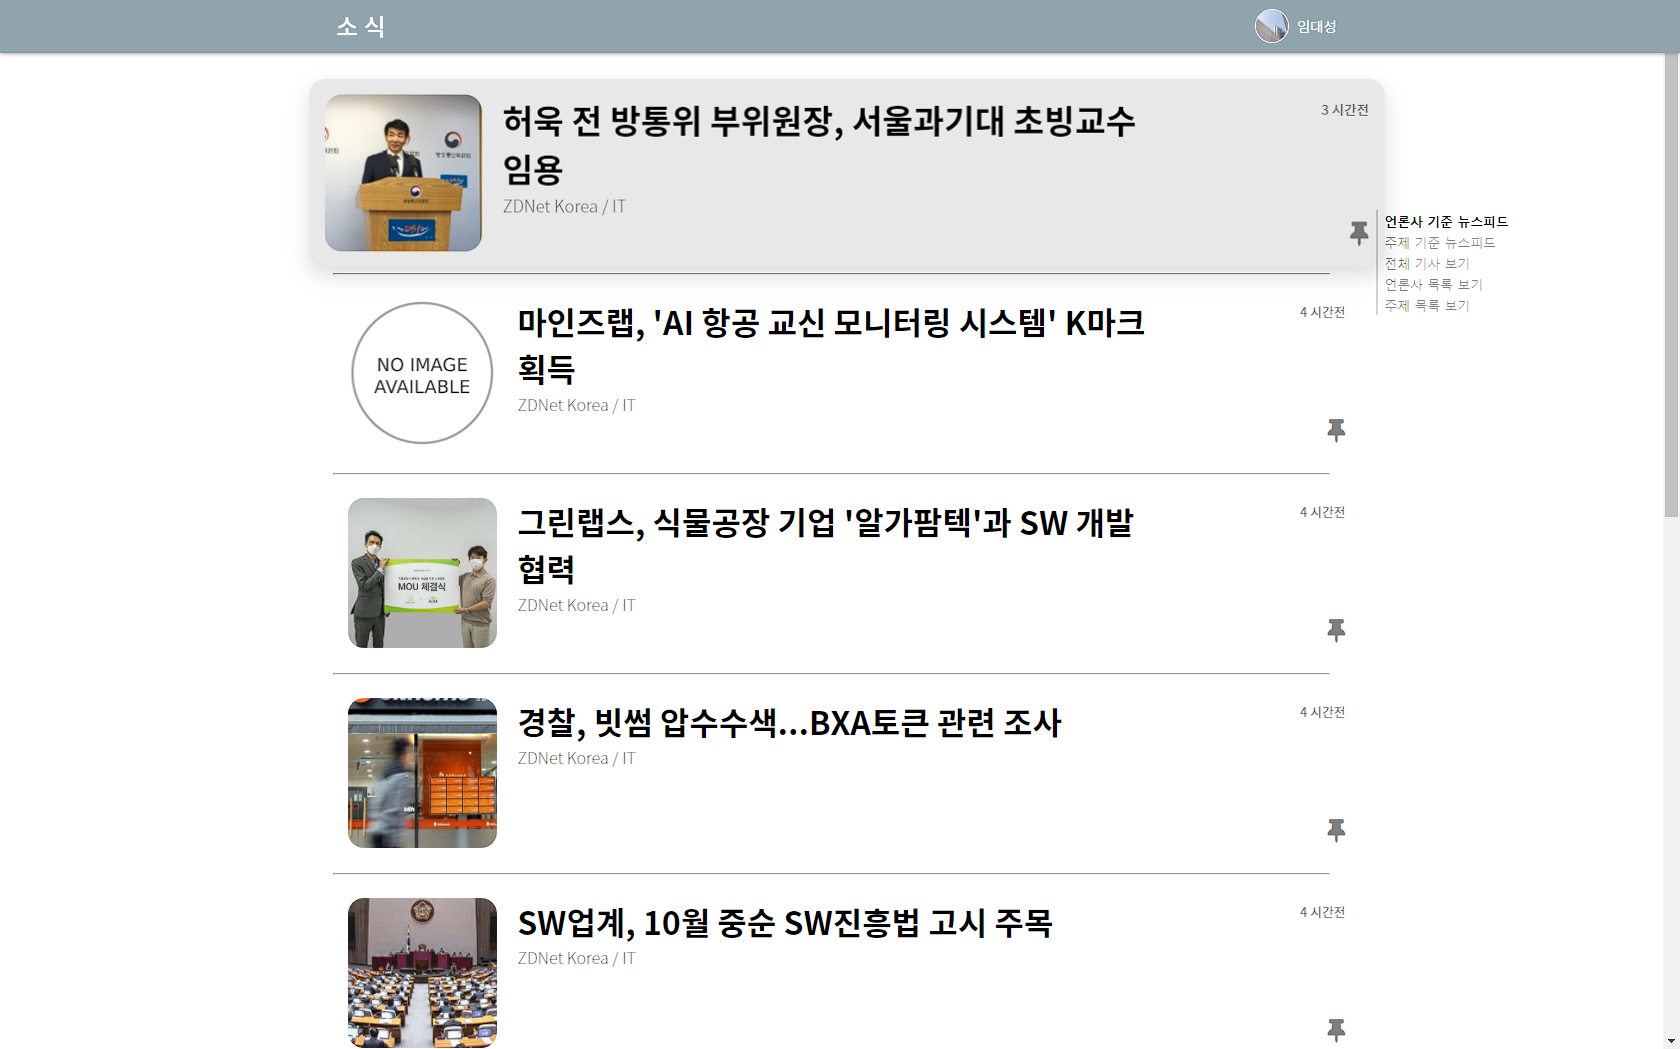 소 식
임대성
허욱 전 방통위 부위원장, 서울과기대 초빙교수
임용
ZDNet Korea / IT
3 시간전
언론사 기준 뉴스피드
주제 기준 뉴스피드
전체 기사 보기
언론사 목록 보기
주제 목록 보기
NO IMAGE
AVAILABLE
마인즈랩, 'AI 항공 교신 모니터링 시스템' K마크
획득
ZDNet Korea / IT
4 시간전
MOU 체결식
그린랩스, 식물공장 기업 '알가팜텍'과 SW 개발
협력
ZDNet Korea / IT
4 시간전
경찰, 빗썸 압수수색...BXA토큰 관련 조사
ZDNet Korea / IT
4 시간전
SW업계, 10월 중순 SW진흥법 고시 주목
ZDNet Korea / IT
4 시간전